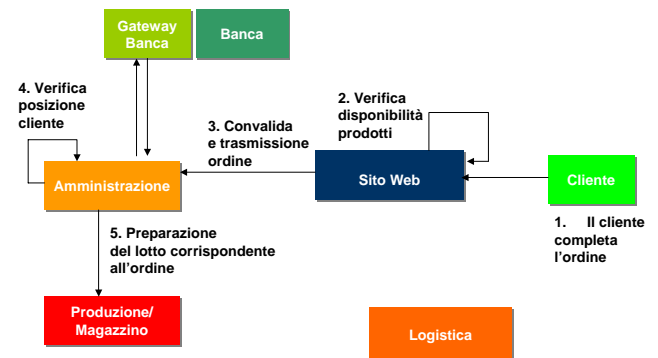 Gateway
Banca
Banca
4. Verifica
posizione
cliente
2. Verifica
disponibilità
prodotti
3. Convalida
e trasmissione
ordine
Amministrazione
Sito Web
Cliente
1. Il cliente
completa
l'ordine
5. Preparazione
del lotto corrispondente
all'ordine
Produzione/
Magazzino
Logistica